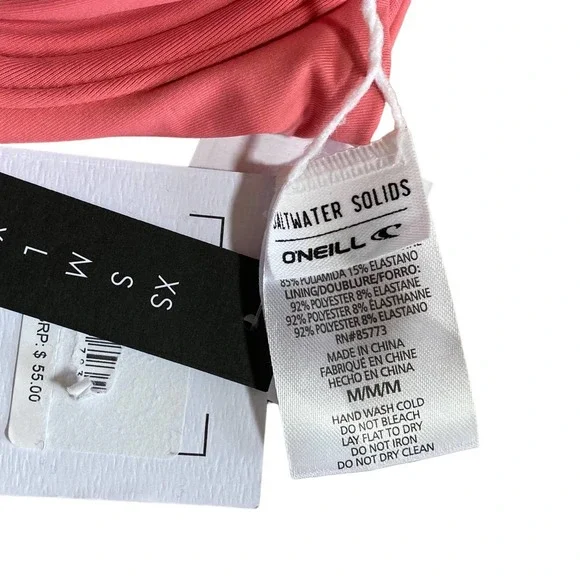 ALTWATER SOLIDS
O'NEILL
85% POLIAMIDA 15% ELASTANO
LINING/DOUBLURE/FORRO:
92% POLYESTER 8% ELASTANE
92% POLYESTER 8% ELASTHANNE
92% POLYESTER 8% ELASTANO
RN#85773
MADE IN CHINA
FABRIQUÉ EN CHINE
HECHO EN CHINA
M/M/M
HAND WASH COLD
DO NOT BLEACH
LAY FLAT TO DRY
DO NOT IRON
DO NOT DRY CLEAN
XS
S
M
L
RP: $ 55.00